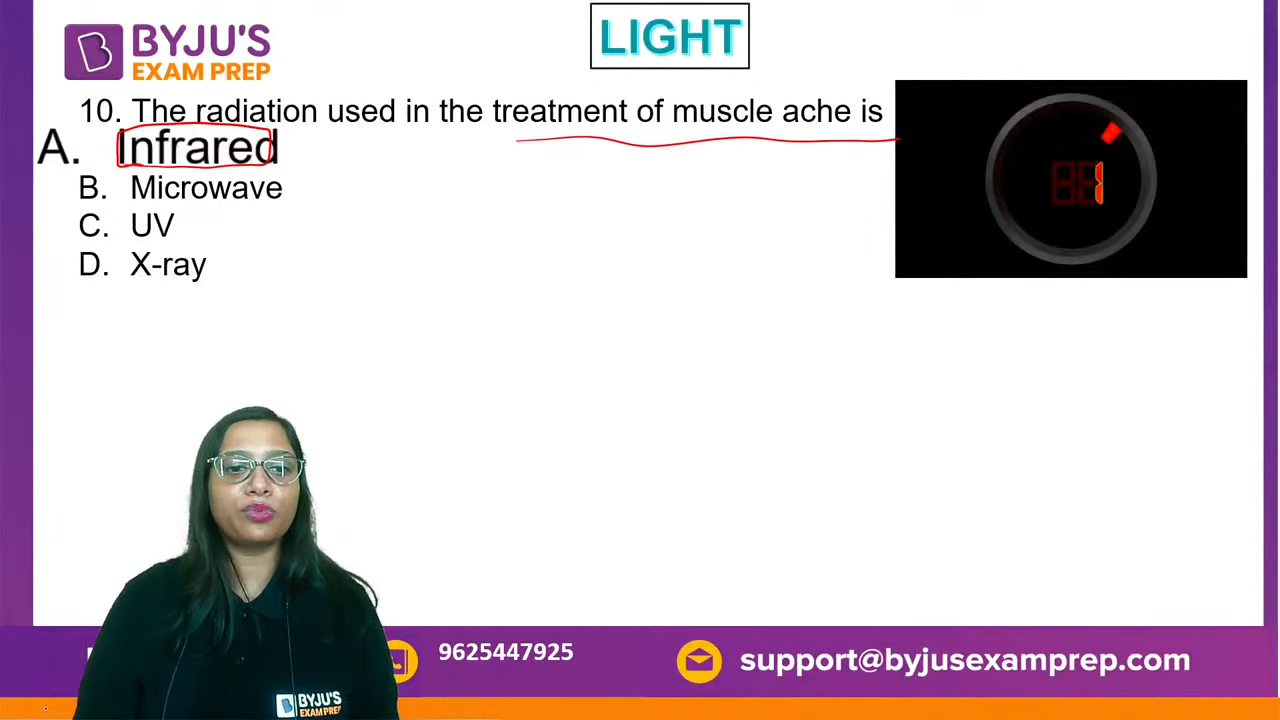 BYJU'S
EXAM PREP
LIGHT
10. The radiation used in the treatment of muscle ache is
A. Infrared
B. Microwave
C. UV
D. X-ray
9625447925
support@byjusexamprep.com
BYJU'S
EXAM PREP